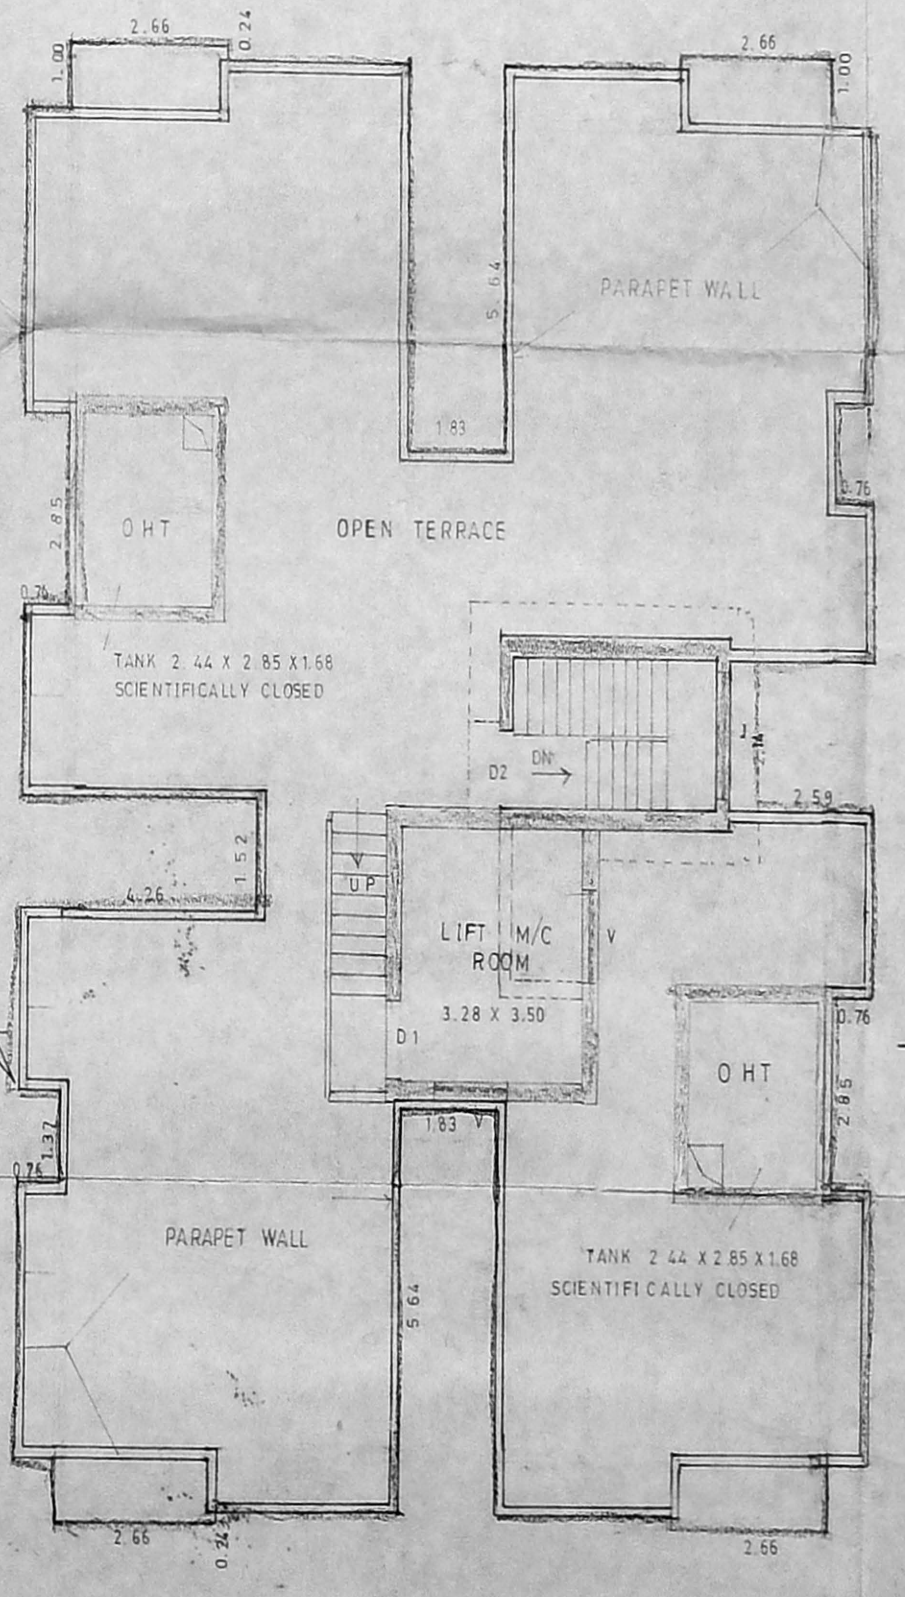 2.66
0.24
1.00
2.66
1.00
5.64
PARAPET WALL
1.83
0.76
2.85
OHT
OPEN TERRACE
0.76
TANK 2.44 X 2.85 X1.68
SCIENTIFICALLY CLOSED
DN
D2
2.59
1.52
UP
4.26
LIFT M/C
ROOM
V
3.28 X 3.50
0.76
D1
OHT
2.85
1.83
V
1.37
0.76
PARAPET WALL
TANK 2.44 X 2.85 X1.68
SCIENTIFICALLY CLOSED
5.64
2.66
0.24
2.66